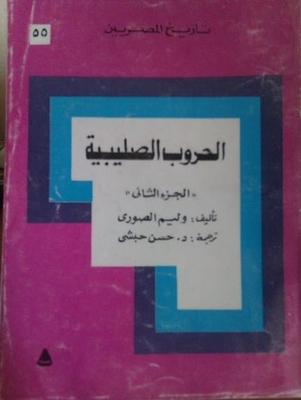 تاريخ المصريين
٥٥
الحروب الصليبية
«الجزء الثانى»
تأليف: وليم الصورى
ترجمة: د. حسن حبشى